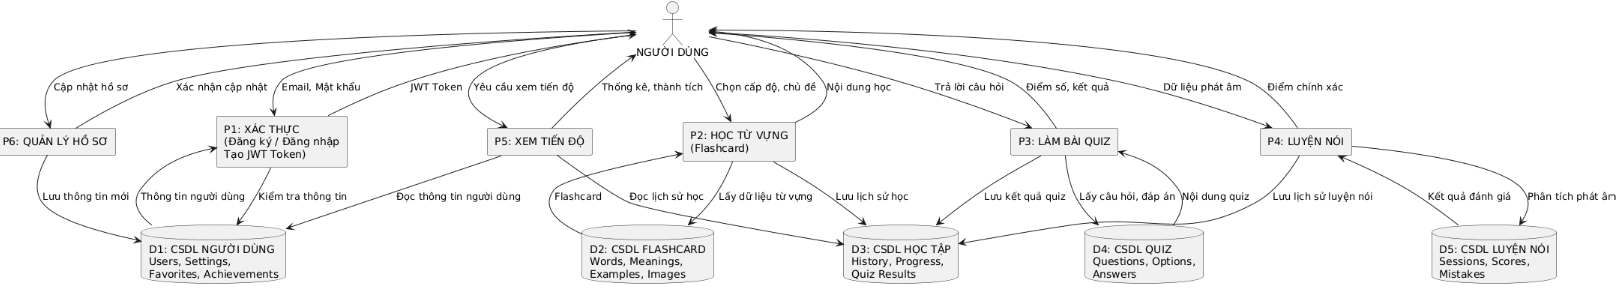 NGƯỜI DÙNG
Cập nhật hồ sơ
Xác nhận cập nhật
Email, Mật khẩu
JWT Token
Yêu cầu xem tiến độ
Thống kê, thành tích
Chọn cấp độ, chủ đề
Nội dung học
Trả lời câu hỏi
Điểm số, kết quả
Dữ liệu phát âm
Điểm chính xác
P6: QUẢN LÝ HỒ SƠ
P1: XÁC THỰC
(Đăng ký / Đăng nhập
Tạo JWT Token)
P5: XEM TIẾN ĐỘ
P2: HỌC TỪ VỰNG
(Flashcard)
P3: LÀM BÀI QUIZ
P4: LUYỆN NÓI
Lưu thông tin mới
Thông tin người dùng
Kiểm tra thông tin
Đọc thông tin người dùng
Flashcard
Đọc lịch sử học
Lấy dữ liệu từ vựng
Lưu lịch sử học
Lưu kết quả quiz
Lấy câu hỏi, đáp án
Nội dung quiz
Lưu lịch sử luyện nói
Kết quả đánh giá
Phân tích phát âm
D1: CSDL NGƯỜI DÙNG
Users, Settings,
Favorites, Achievements
D2: CSDL FLASHCARD
Words, Meanings,
Examples, Images
D3: CSDL HỌC TẬP
History, Progress,
Quiz Results
D4: CSDL QUIZ
Questions, Options,
Answers
D5: CSDL LUYỆN NÓI
Sessions, Scores,
Mistakes